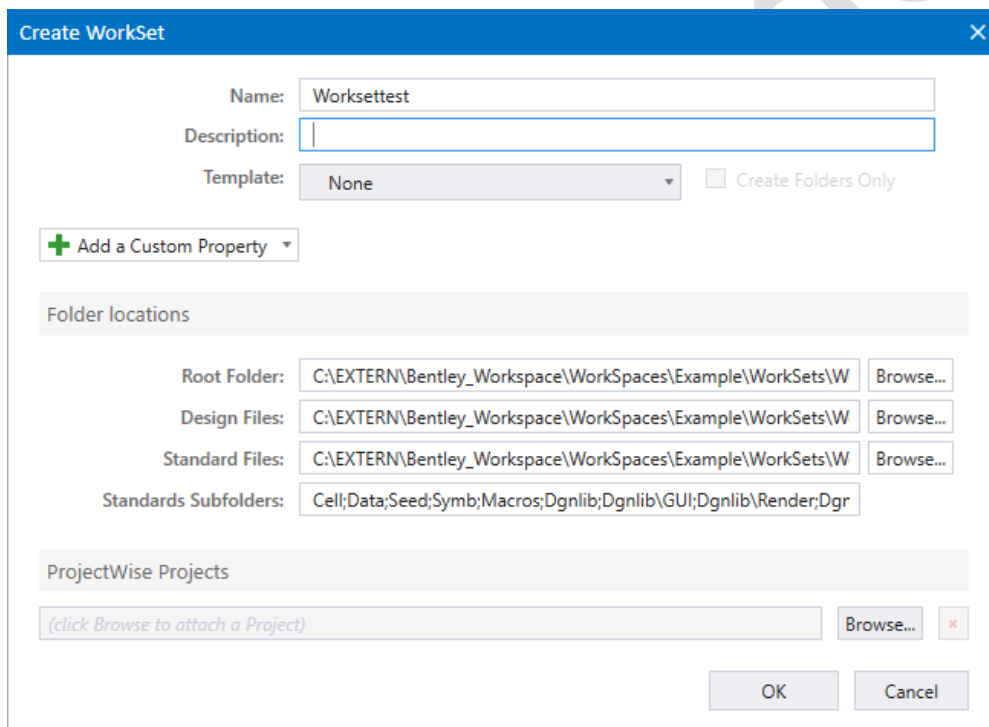 Create WorkSet
Name: Worksettest
Description:
Template: None Create Folders Only
Add a Custom Property
Folder locations
Root Folder: C:\EXTERN\Bentley_Workspace\WorkSpaces\Example\WorkSets\W Browse...
Design Files: C:\EXTERN\Bentley_Workspace\WorkSpaces\Example\WorkSets\W Browse...
Standard Files: C:\EXTERN\Bentley_Workspace\WorkSpaces\Example\WorkSets\W Browse...
Standards Subfolders: Cell;Data;Seed;Symb;Macros;Dgnlib;Dgnlib\GUI;Dgnlib\Render;Dgr
ProjectWise Projects
(click Browse to attach a Project) Browse...
OK Cancel